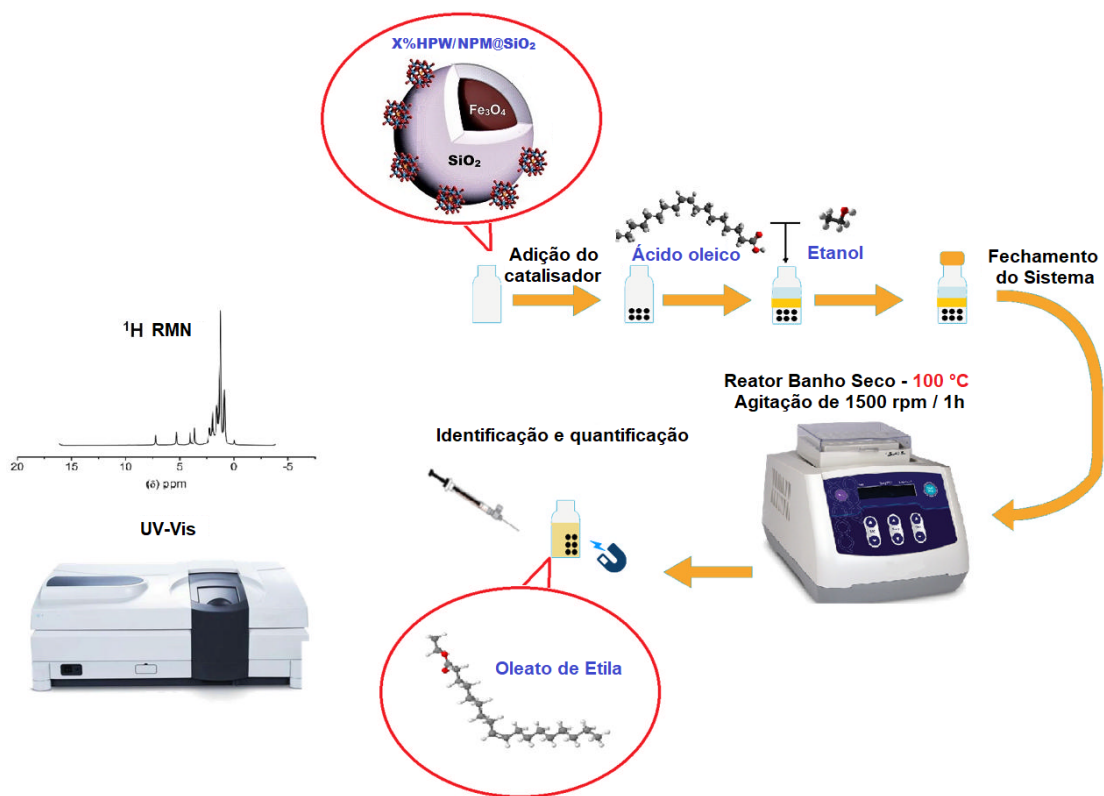 X%HPW/NPM@SiO₂
Fe₃O₄
SiO₂
Adição do
catalisador
Ácido oleico
Etanol
Fechamento
do Sistema
Reator Banho Seco - 100 °C
Agitação de 1500 rpm / 1h
¹H RMN
20 15 10 5 0 -5
(δ) ppm
Identificação e quantificação
UV-Vis
Oleato de Etila